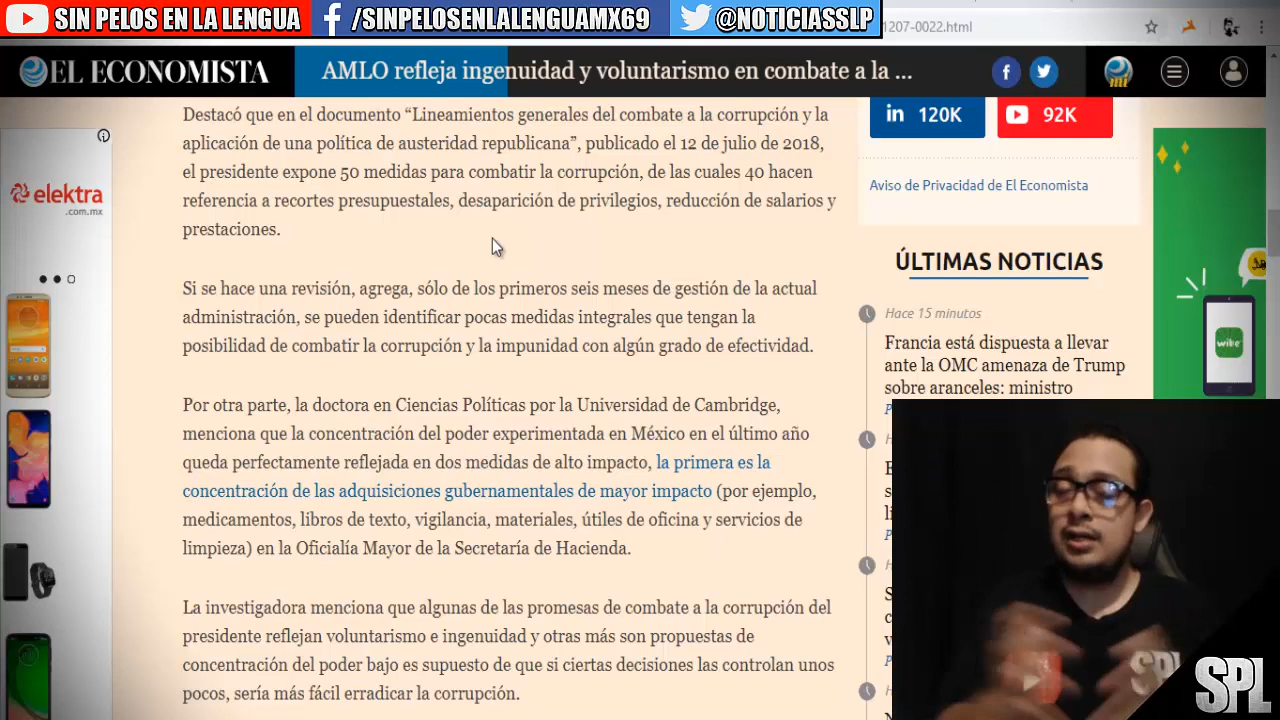 SIN PELOS EN LA LENGUA
/SINPELOSENLALENGUAMX69
@NOTICIASSLP
1207-0022.html
EL ECONOMISTA
AMLO refleja ingenuidad y voluntarismo en combate a la ...
Destacó que en el documento “Lineamientos generales del combate a la corrupción y la
aplicación de una política de austeridad republicana”, publicado el 12 de julio de 2018,
el presidente expone 50 medidas para combatir la corrupción, de las cuales 40 hacen
referencia a recortes presupuestales, desaparición de privilegios, reducción de salarios y
prestaciones.
Si se hace una revisión, agrega, sólo de los primeros seis meses de gestión de la actual
administración, se pueden identificar pocas medidas integrales que tengan la
posibilidad de combatir la corrupción y la impunidad con algún grado de efectividad.
Por otra parte, la doctora en Ciencias Políticas por la Universidad de Cambridge,
menciona que la concentración del poder experimentada en México en el último año
queda perfectamente reflejada en dos medidas de alto impacto, la primera es la
concentración de las adquisiciones gubernamentales de mayor impacto (por ejemplo,
medicamentos, libros de texto, vigilancia, materiales, útiles de oficina y servicios de
limpieza) en la Oficialía Mayor de la Secretaría de Hacienda.
La investigadora menciona que algunas de las promesas de combate a la corrupción del
presidente reflejan voluntarismo e ingenuidad y otras más son propuestas de
concentración del poder bajo es supuesto de que si ciertas decisiones las controlan unos
pocos, sería más fácil erradicar la corrupción.
elektra
.com.mx
in 120K
92K
Aviso de Privacidad de El Economista
ÚLTIMAS NOTICIAS
Hace 15 minutos
Francia está dispuesta a llevar
ante la OMC amenaza de Trump
sobre aranceles: ministro
wibe
SPL
SPL